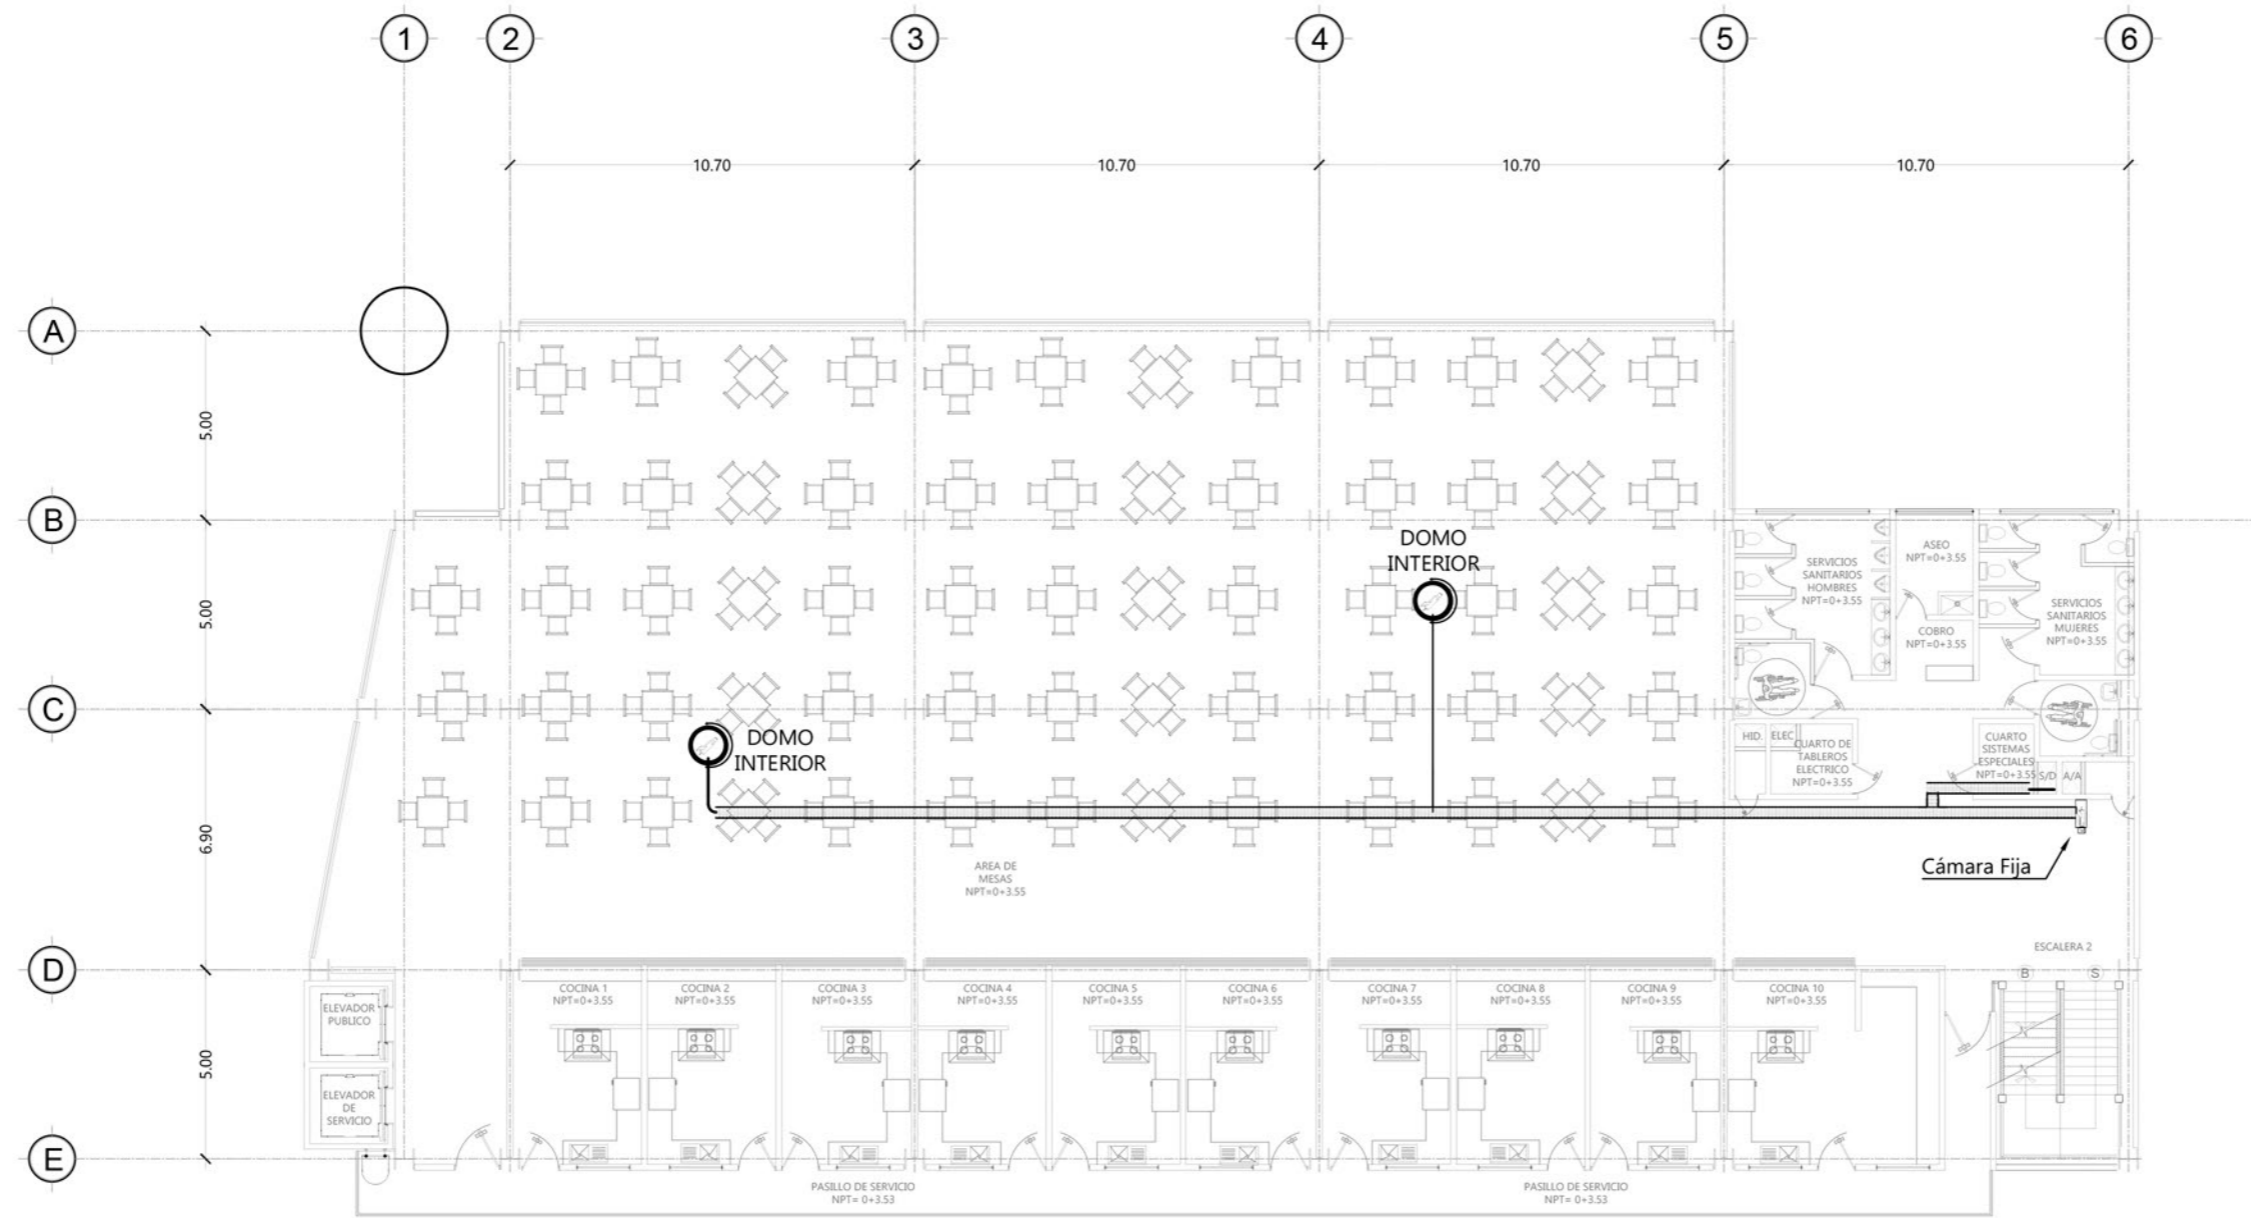 1
2
3
4
5
6
10.70
10.70
10.70
10.70
A
B
C
D
E
5.00
5.00
6.90
5.00
DOMO
INTERIOR
DOMO
INTERIOR
SERVICIOS
SANITARIOS
HOMBRES
NPT=0+3.55
ASEO
NPT=0+3.55
COBRO
NPT=0+3.55
SERVICIOS
SANITARIOS
MUJERES
NPT=0+3.55
HID.
ELEC
CUARTO DE
TABLEROS
ELECTRICO
NPT=0+3.55
CUARTO
SISTEMAS
ESPECIALES
NPT=0+3.55
S/D
A/A
Cámara Fija
AREA DE
MESAS
NPT=0+3.55
ESCALERA 2
B
S
ELEVADOR
PUBLICO
ELEVADOR
DE
SERVICIO
COCINA 1
NPT=0+3.55
COCINA 2
NPT=0+3.55
COCINA 3
NPT=0+3.55
COCINA 4
NPT=0+3.55
COCINA 5
NPT=0+3.55
COCINA 6
NPT=0+3.55
COCINA 7
NPT=0+3.55
COCINA 8
NPT=0+3.55
COCINA 9
NPT=0+3.55
COCINA 10
NPT=0+3.55
PASILLO DE SERVICIO
NPT= 0+3.53
PASILLO DE SERVICIO
NPT= 0+3.53